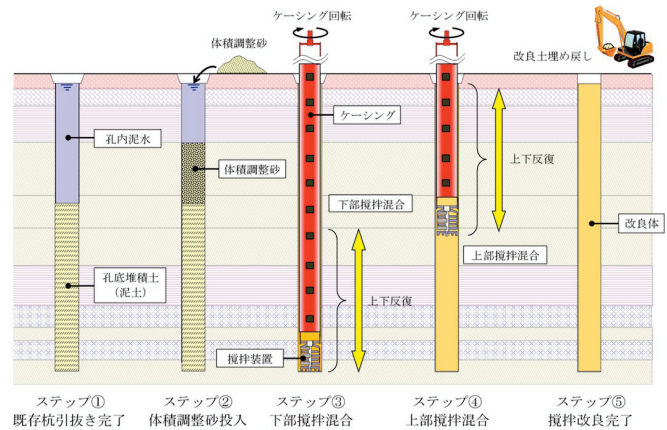 ケーシング回転
ケーシング回転
体積調整砂
改良土埋め戻し
ケーシング
孔内泥水
体積調整砂
上下反復
下部撹拌混合
改良体
上部撹拌混合
孔底堆積土
(泥土)
上下反復
撹拌装置
ステップ①
既存杭引抜き完了
ステップ②
体積調整砂投入
ステップ③
下部撹拌混合
ステップ④
上部撹拌混合
ステップ⑤
撹拌改良完了